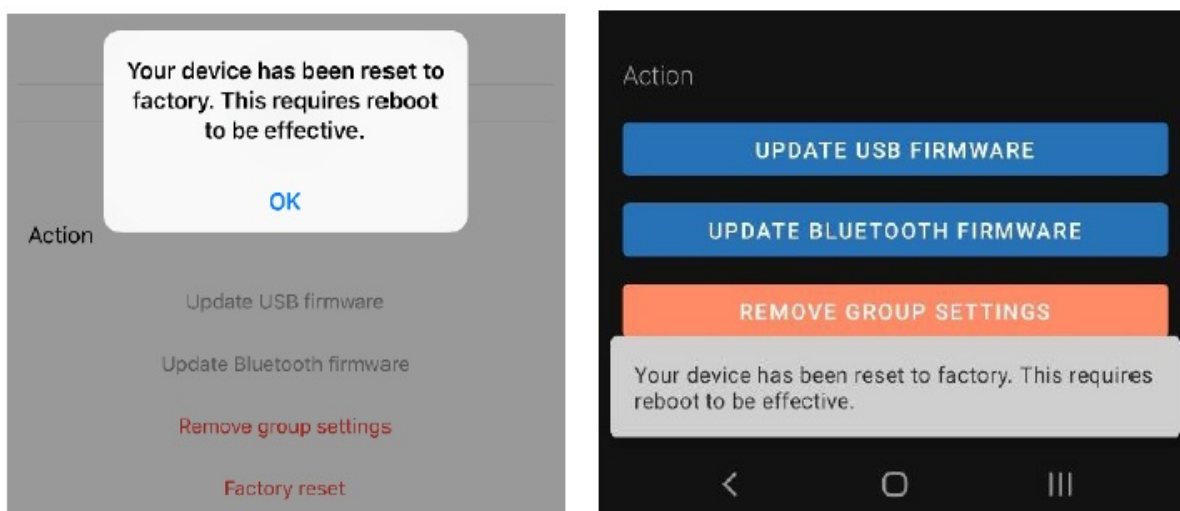 Your device has been reset to
factory. This requires reboot
to be effective.
OK
Action
Update USB firmware
Update Bluetooth firmware
Remove group settings
Factory reset
Action
UPDATE USB FIRMWARE
UPDATE BLUETOOTH FIRMWARE
REMOVE GROUP SETTINGS
Your device has been reset to factory. This requires
reboot to be effective.